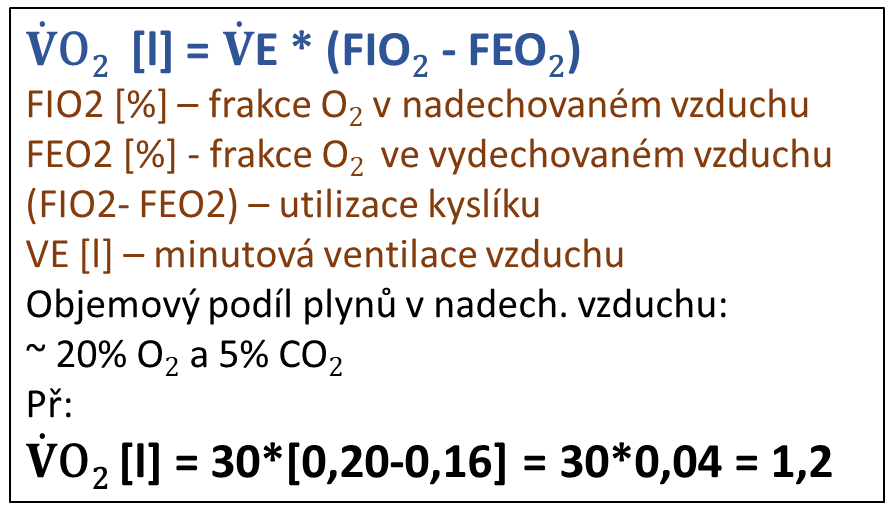 V̇O₂ [l] = V̇E * (FIO₂ - FEO₂)
FIO2 [%] – frakce O₂ v nadechovaném vzduchu
FEO2 [%] - frakce O₂ ve vydechovaném vzduchu
(FIO2- FEO2) – utilizace kyslíku
VE [l] – minutová ventilace vzduchu
Objemový podíl plynů v nadech. vzduchu:
~ 20% O₂ a 5% CO₂
Př:
V̇O₂ [l] = 30*[0,20-0,16] = 30*0,04 = 1,2